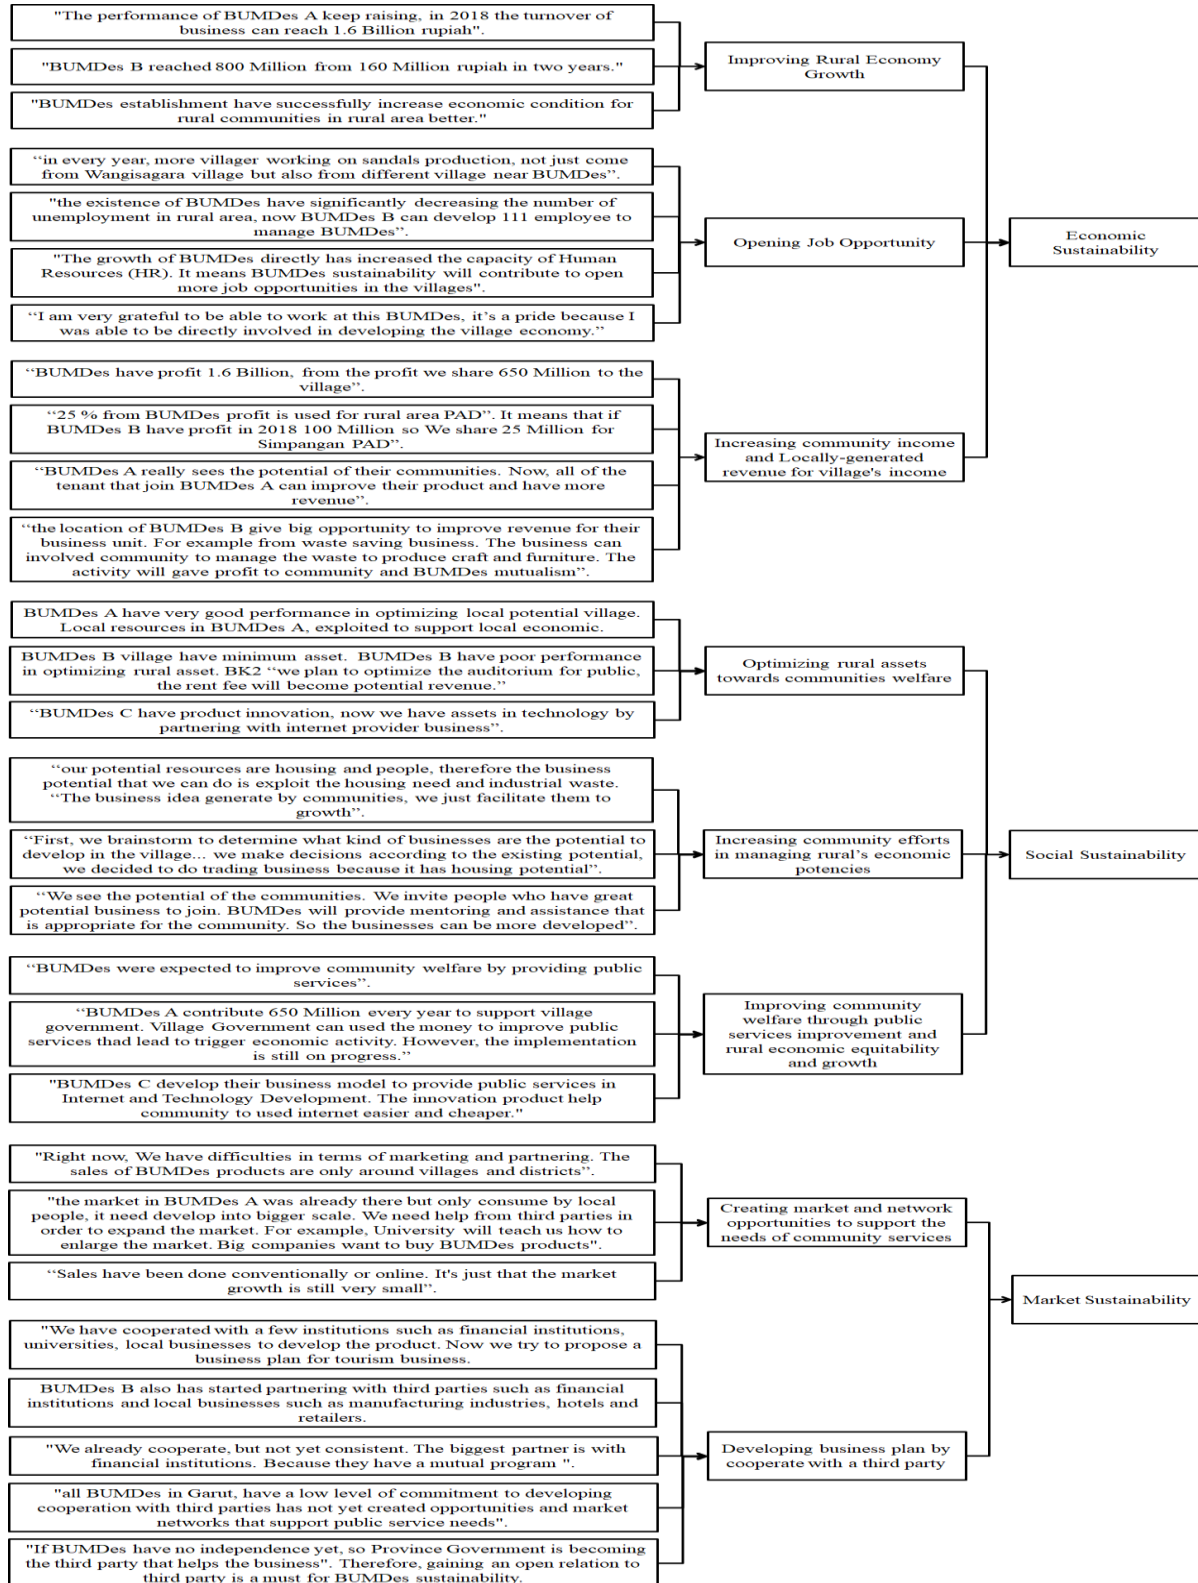 "The performance of BUMDes A keep raising, in 2018 the turnover of
business can reach 1.6 Billion rupiah".
"BUMDes B reached 800 Million from 160 Million rupiah in two years."
"BUMDes establishment have successfully increase economic condition for
rural communities in rural area better."
Improving Rural Economy
Growth
“in every year, more villager working on sandals production, not just come
from Wangisagara village but also from different village near BUMDes”.
"the existence of BUMDes have significantly decreasing the number of
unemployment in rural area, now BUMDes B can develop 111 employee to
manage BUMDes”.
"The growth of BUMDes directly has increased the capacity of Human
Resources (HR). It means BUMDes sustainability will contribute to open
more job opportunities in the villages".
“I am very grateful to be able to work at this BUMDes, it’s a pride because I
was able to be directly involved in developing the village economy.”
Opening Job Opportunity
Economic
Sustainability
“BUMDes have profit 1.6 Billion, from the profit we share 650 Million to the
village”.
“25 % from BUMDes profit is used for rural area PAD”. It means that if
BUMDes B have profit in 2018 100 Million so We share 25 Million for
Simpangan PAD”.
“BUMDes A really sees the potential of their communities. Now, all of the
tenant that join BUMDes A can improve their product and have more
revenue”.
“the location of BUMDes B give big opportunity to improve revenue for their
business unit. For example from waste saving business. The business can
involved community to manage the waste to produce craft and furniture. The
activity will gave profit to community and BUMDes mutualism”.
Increasing community income
and Locally-generated
revenue for village's income
BUMDes A have very good performance in optimizing local potential village.
Local resources in BUMDes A, exploited to support local economic.
BUMDes B village have minimum asset.  BUMDes B have poor performance
in optimizing rural asset. BK2 “we plan to optimize the auditorium for public,
the rent fee will become potential revenue.”
“BUMDes C have product innovation, now we have assets in technology by
partnering with internet provider business”.
Optimizing rural assets
towards communities welfare
“our potential resources are housing and people, therefore the business
potential that we can do is exploit the housing need and industrial waste.
“The business idea generate by communities, we just facilitate them to
growth”.
“First, we brainstorm to determine what kind of businesses are the potential to
develop in the village... we make decisions according to the existing potential,
we decided to do trading business because it has housing potential”.
“We see the potential of the communities. We invite people who have great
potential business to join. BUMDes will provide mentoring and assistance that
is appropriate for the community. So the businesses can be more developed”.
Increasing community efforts
in managing rural’s economic
potencies
Social Sustainability
“BUMDes were expected to improve community welfare by providing public
services”.
“BUMDes A contribute 650 Million every year to support village
government. Village Government can used the money to improve public
services thad lead to trigger economic activity. However, the implementation
is still on progress.”
"BUMDes C develop their business model to provide public services in
Internet and Technology Development. The innovation product help
community to used internet easier and cheaper."
Improving community
welfare through public
services improvement and
rural economic equitability
and growth
"Right now, We have difficulties in terms of marketing and partnering. The
sales of BUMDes products are only around villages and districts”.
"the market in BUMDes A was already there but only consume by local
people, it need develop into bigger scale. We need help from third parties in
order to expand the market. For example, University will teach us how to
enlarge the market. Big companies want to buy BUMDes products".
“Sales have been done conventionally or online. It's just that the market
growth is still very small”.
Creating market and network
opportunities to support the
needs of community services
Market Sustainability
"We have cooperated with a few institutions such as financial institutions,
universities, local businesses to develop the product. Now we try to propose a
business plan for tourism business.
BUMDes B also has started partnering with third parties such as financial
institutions and local businesses such as manufacturing industries, hotels and
retailers.
"We already cooperate, but not yet consistent. The biggest partner is with
financial institutions. Because they have a mutual program ".
"all BUMDes in Garut, have a low level of commitment to developing
cooperation with third parties has not yet created opportunities and market
networks that support public service needs".
"If BUMDes have no independence yet, so Province Government is becoming
the third party that helps the business". Therefore, gaining an open relation to
third party is a must for BUMDes sustainability.
Developing business plan by
cooperate with a third party